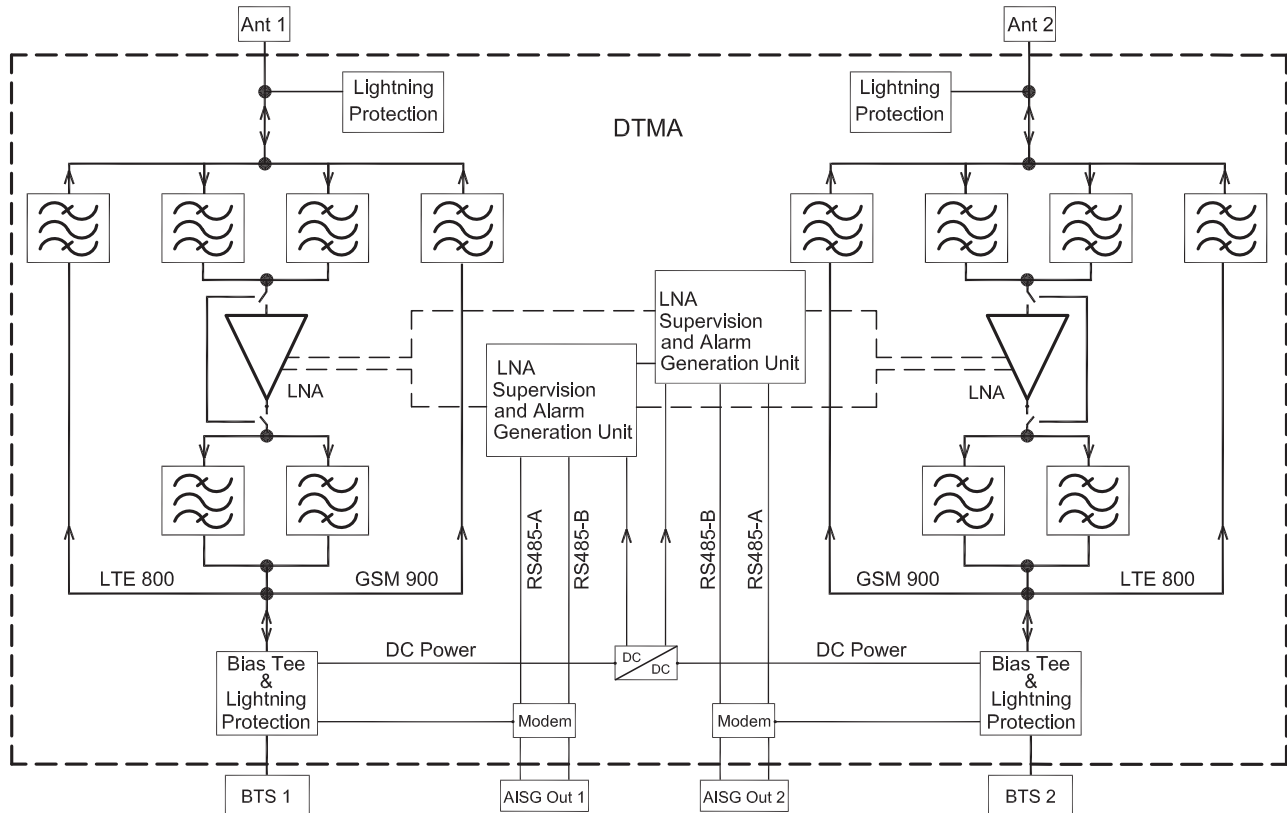 Ant 1
Ant 2
Lightning
Protection
Lightning
Protection
DTMA
LNA
Supervision
and Alarm
Generation Unit
LNA
Supervision
and Alarm
Generation Unit
LNA
LNA
RS485-A
RS485-B
RS485-B
RS485-A
LTE 800
GSM 900
GSM 900
LTE 800
DC Power
DC
DC
DC Power
Bias Tee
&
Lightning
Protection
Bias Tee
&
Lightning
Protection
Modem
Modem
BTS 1
AISG Out 1
AISG Out 2
BTS 2